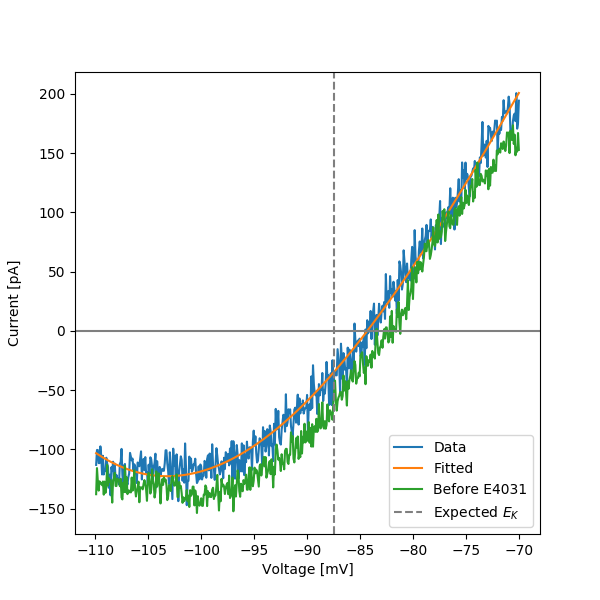 200
150
100
50
0
−50
−100
−150
Current [pA]
−110 −105 −100 −95 −90 −85 −80 −75 −70
Voltage [mV]
Data
Fitted
Before E4031
Expected E_K